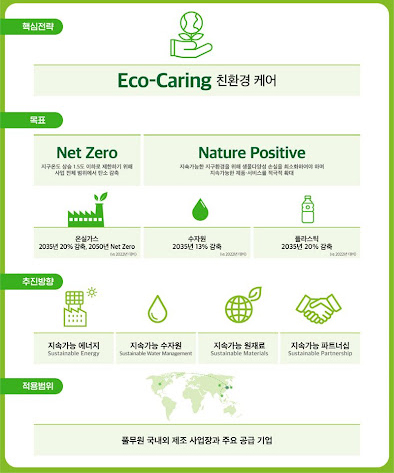 핵심전략
Eco-Caring 친환경 케어
목표
Net Zero
지구온도 상승 1.5도 이하로 제한하기 위해
사업 전체 범위에서 탄소 감축
Nature Positive
지속가능한 지구환경을 위해 생물다양성 손실을 최소화하여야 하며
지속가능한 제품·서비스를 적극적 확대
온실가스
2035년 20% 감축, 2050년 Net Zero
(vs 2022년 대비)
수자원
2035년 13% 감축
(vs 2022년 대비)
플라스틱
2035년 20% 감축
(vs 2022년 대비)
추진방향
지속가능 에너지
Sustainable Energy
지속가능 수자원
Sustainable Water Management
지속가능 원재료
Sustainable Materials
지속가능 파트너십
Sustainable Partnership
적용범위
풀무원 국내외 제조 사업장과 주요 공급 기업